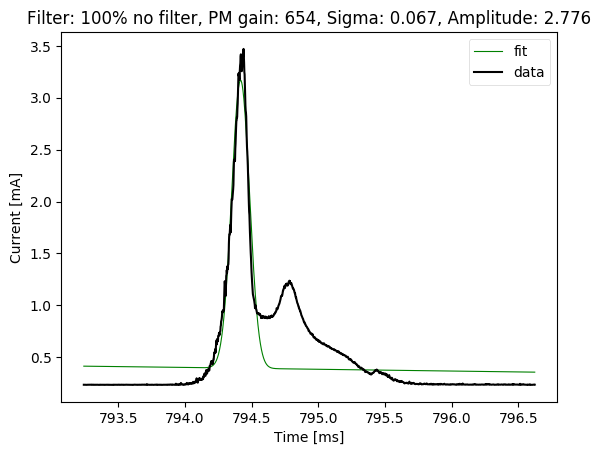 Filter: 100% no filter, PM gain: 654, Sigma: 0.067, Amplitude: 2.776
fit
data
3.5
3.0
2.5
2.0
1.5
1.0
0.5
Current [mA]
793.5 794.0 794.5 795.0 795.5 796.0 796.5
Time [ms]